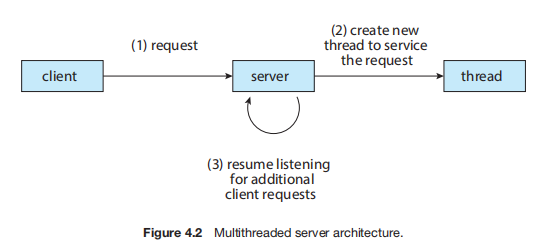 (1) request
(2) create new
thread to service
the request
client
server
thread
(3) resume listening
for additional
client requests
Figure 4.2 Multithreaded server architecture.